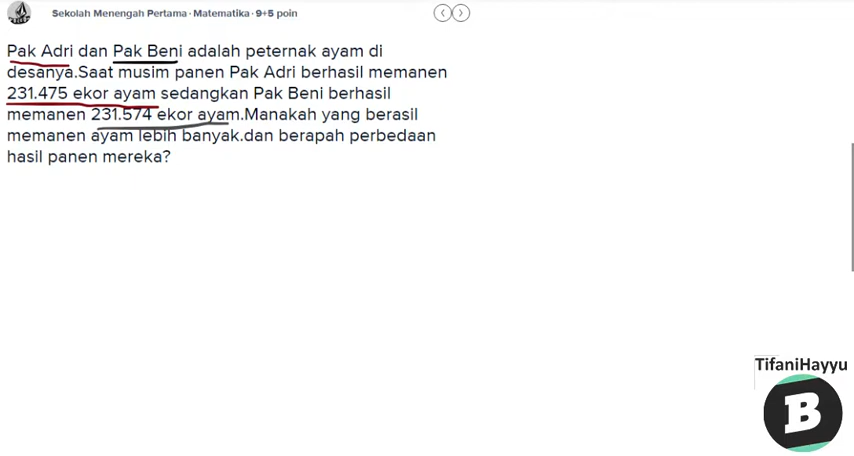 Sekolah Menengah Pertama · Matematika · 9+5 poin
Pak Adri dan Pak Beni adalah peternak ayam di
desanya.Saat musim panen Pak Adri berhasil memanen
231.475 ekor ayam sedangkan Pak Beni berhasil
memanen 231.574 ekor ayam.Manakah yang berasil
memanen ayam lebih banyak.dan berapah perbedaan
hasil panen mereka?
TifaniHayyu
B